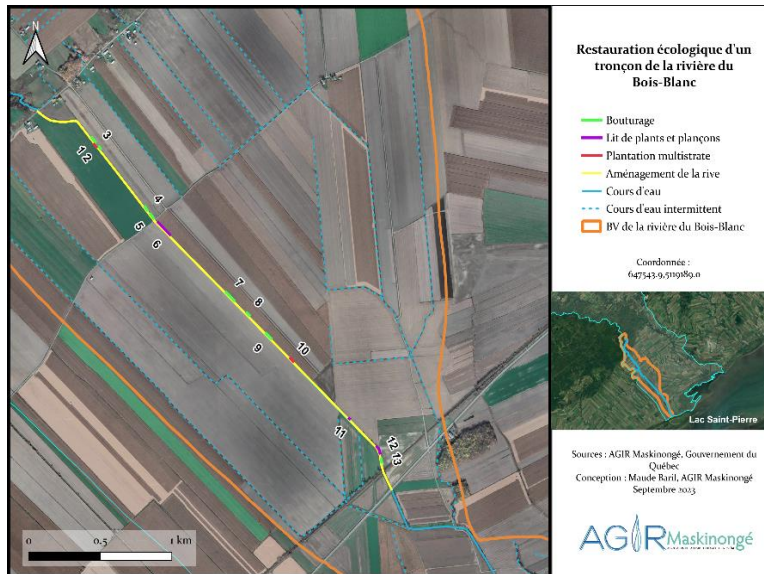 N
3
1 2
4
5
6
7
8
9
10
11
12
13
0
0.5
1 km
Restauration écologique d'un
tronçon de la rivière du
Bois-Blanc
Bouturage
Lit de plants et plançons
Plantation multistrate
Aménagement de la rive
Cours d'eau
Cours d'eau intermittent
BV de la rivière du Bois-Blanc
Coordonnée :
647543.9,5119189.0
Lac Saint-Pierre
Sources : AGIR Maskinongé, Gouvernement du
Québec
Conception : Maude Baril, AGIR Maskinongé
Septembre 2023
AGIR Maskinongé